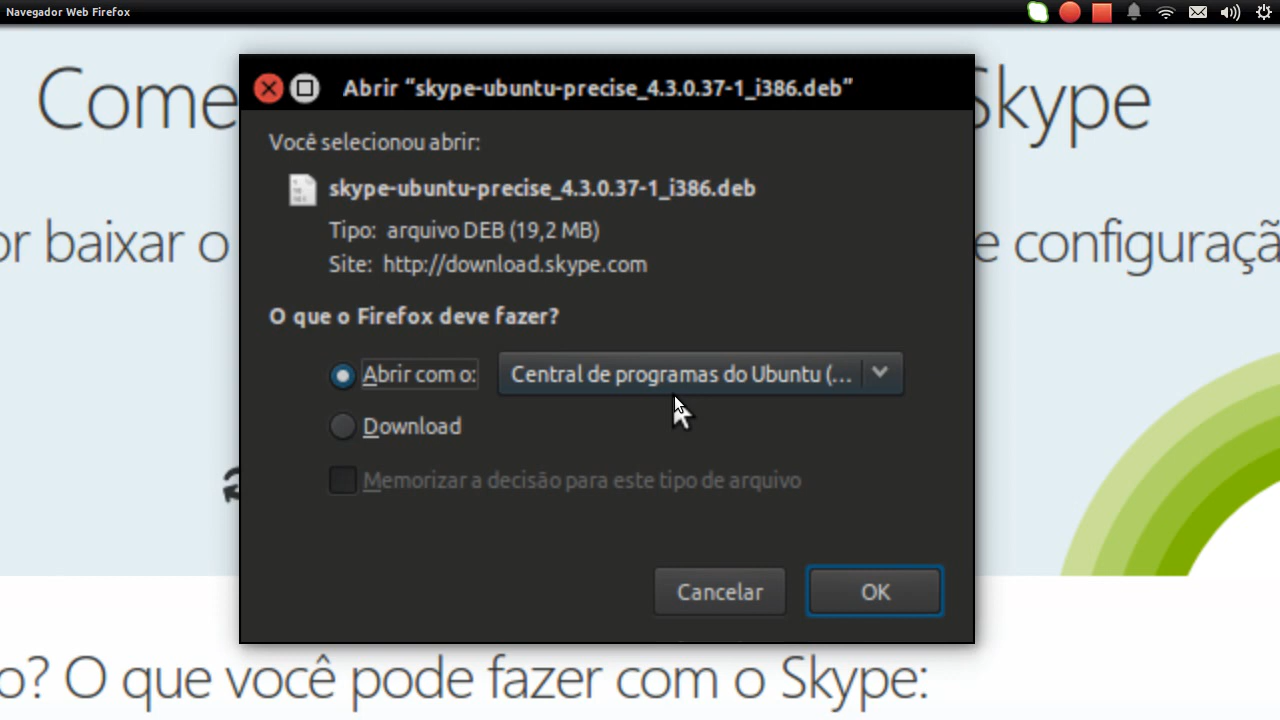 Navegador Web Firefox
Come
Skype
Abrir “skype-ubuntu-precise_4.3.0.37-1_i386.deb”
Você selecionou abrir:
skype-ubuntu-precise_4.3.0.37-1_i386.deb
Tipo: arquivo DEB (19,2 MB)
or baixar o
e configuraçã
Site: http://download.skype.com
O que o Firefox deve fazer?
Abrir com o:
Central de programas do Ubuntu (...
Download
Memorizar a decisão para este tipo de arquivo
Cancelar
OK
o? O que você pode fazer com o Skype: